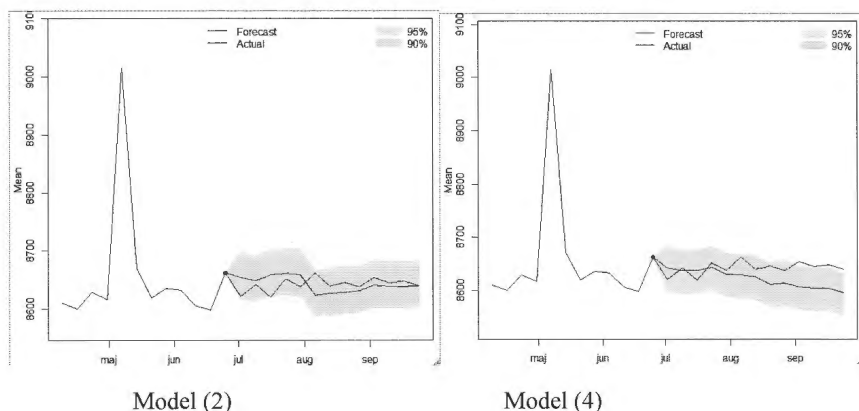 Forecast 95%
Actual 90%
Mean
9100
9000
8900
8800
8700
8600
maj jun jul aug sep
Model (2)
Forecast 95%
Actual 90%
Mean
9100
9000
8900
8800
8700
8600
maj jun jul aug sep
Model (4)